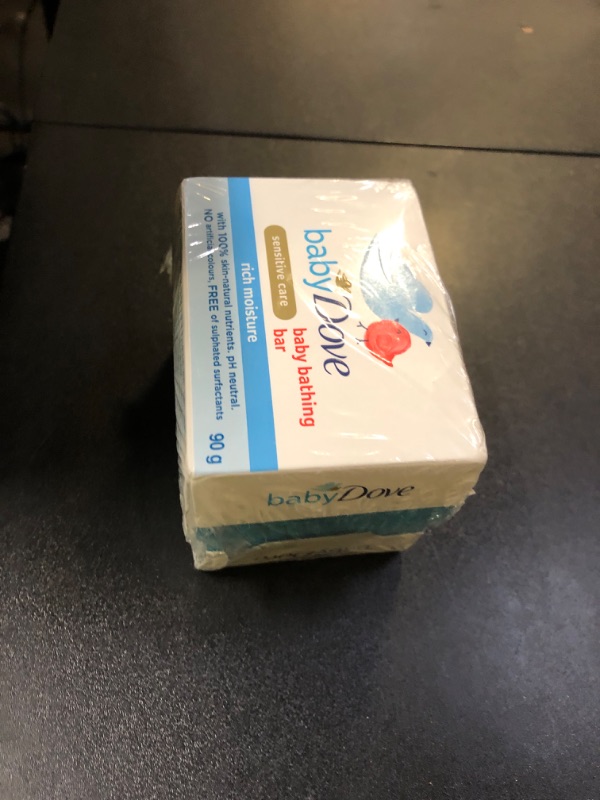 baby Dove
sensitive care
baby bathing
bar
rich moisture
with 100% skin-natural nutrients. pH neutral.
NO artificial colours, FREE of sulphated surfactants
90 g
baby Dove